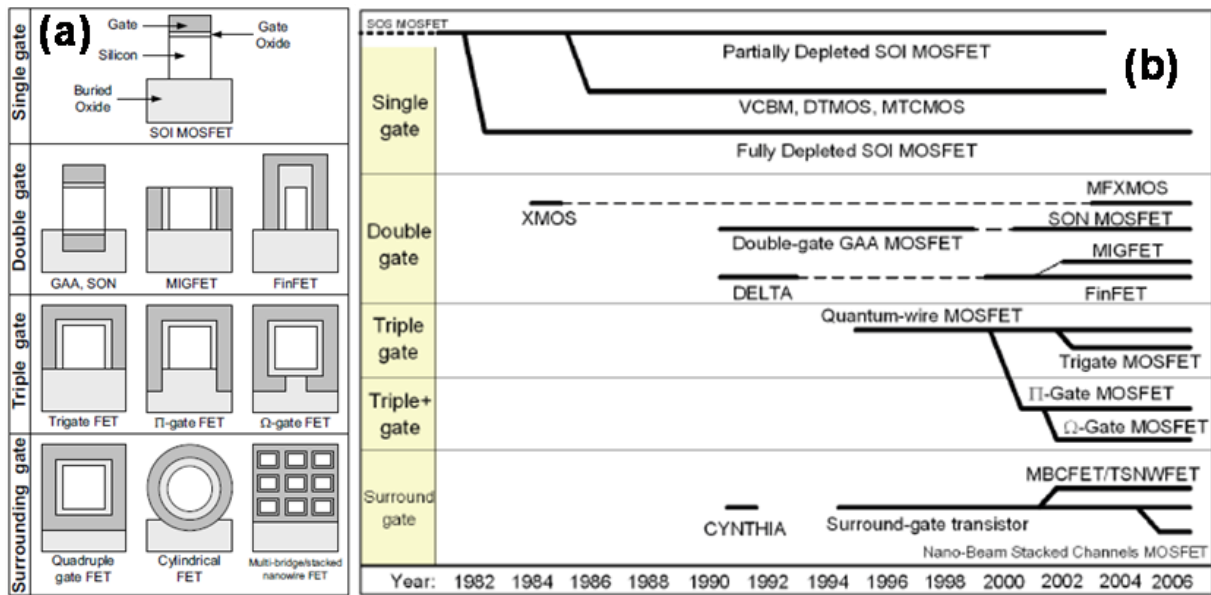 (a)
Single gate
Gate
Gate
Oxide
Silicon
Buried
Oxide
SOI MOSFET
Double gate
GAA, SON
MIGFET
FinFET
Triple gate
Trigate FET
Π-gate FET
Ω-gate FET
Surrounding gate
Quadruple
gate FET
Cylindrical
FET
Multi-bridge/stacked
nanowire FET
(b)
SOS MOSFET
Partially Depleted SOI MOSFET
Single
gate
VCBM, DTMOS, MTCMOS
Fully Depleted SOI MOSFET
Double
gate
MFXMOS
XMOS
SON MOSFET
Double-gate GAA MOSFET
MIGFET
DELTA
FinFET
Triple
gate
Quantum-wire MOSFET
Trigate MOSFET
Triple+
gate
Π-Gate MOSFET
Ω-Gate MOSFET
Surround
gate
MBCFET/TSNWFET
CYNTHIA
Surround-gate transistor
Nano-Beam Stacked Channels MOSFET
Year: 1982 1984 1986 1988 1990 1992 1994 1996 1998 2000 2002 2004 2006